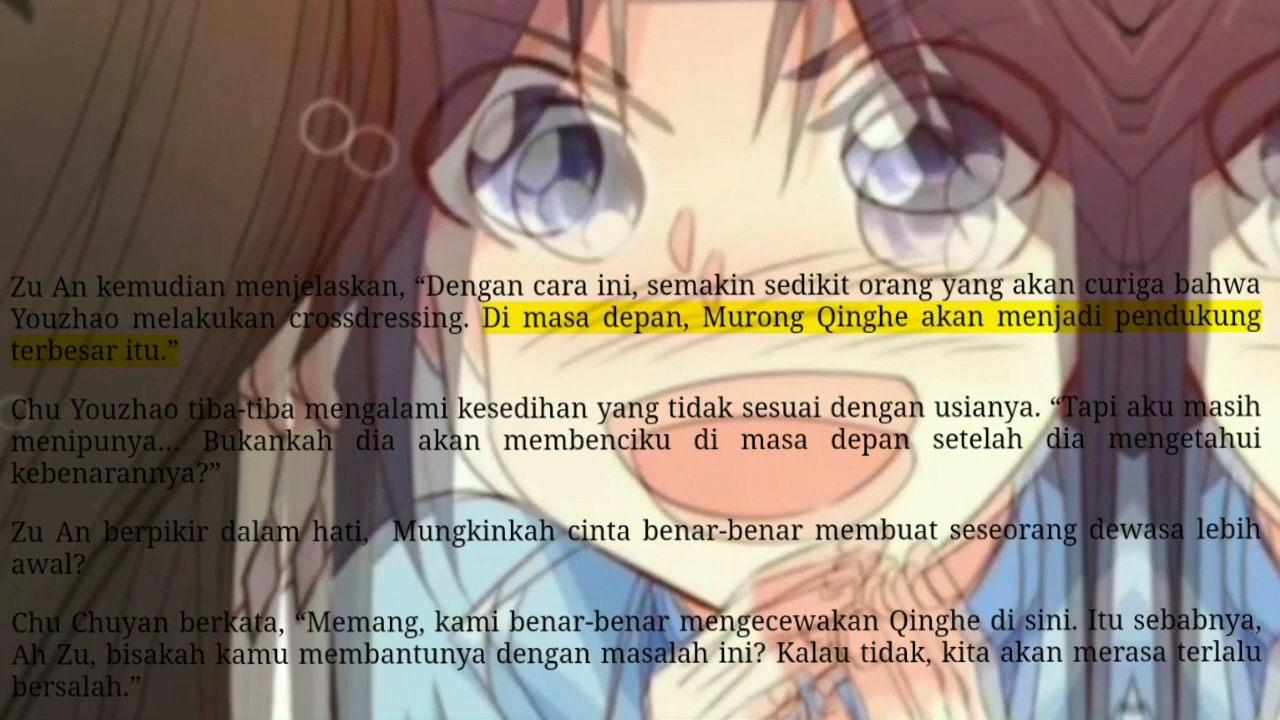 Zu An kemudian menjelaskan, “Dengan cara ini, semakin sedikit orang yang akan curiga bahwa
Youzhao melakukan crossdressing. Di masa depan, Murong Qinghe akan menjadi pendukung
terbesar itu.”
Chu Youzhao tiba-tiba mengalami kesedihan yang tidak sesuai dengan usianya. “Tapi aku masih
menipunya... Bukankah dia akan membenciku di masa depan setelah dia mengetahui
kebenarannya?”
Zu An berpikir dalam hati, Mungkinkah cinta benar-benar membuat seseorang dewasa lebih
awal?
Chu Chuyan berkata, “Memang, kami benar-benar mengecewakan Qinghe di sini. Itu sebabnya,
Ah Zu, bisakah kamu membantunya dengan masalah ini? Kalau tidak, kita akan merasa terlalu
bersalah.”